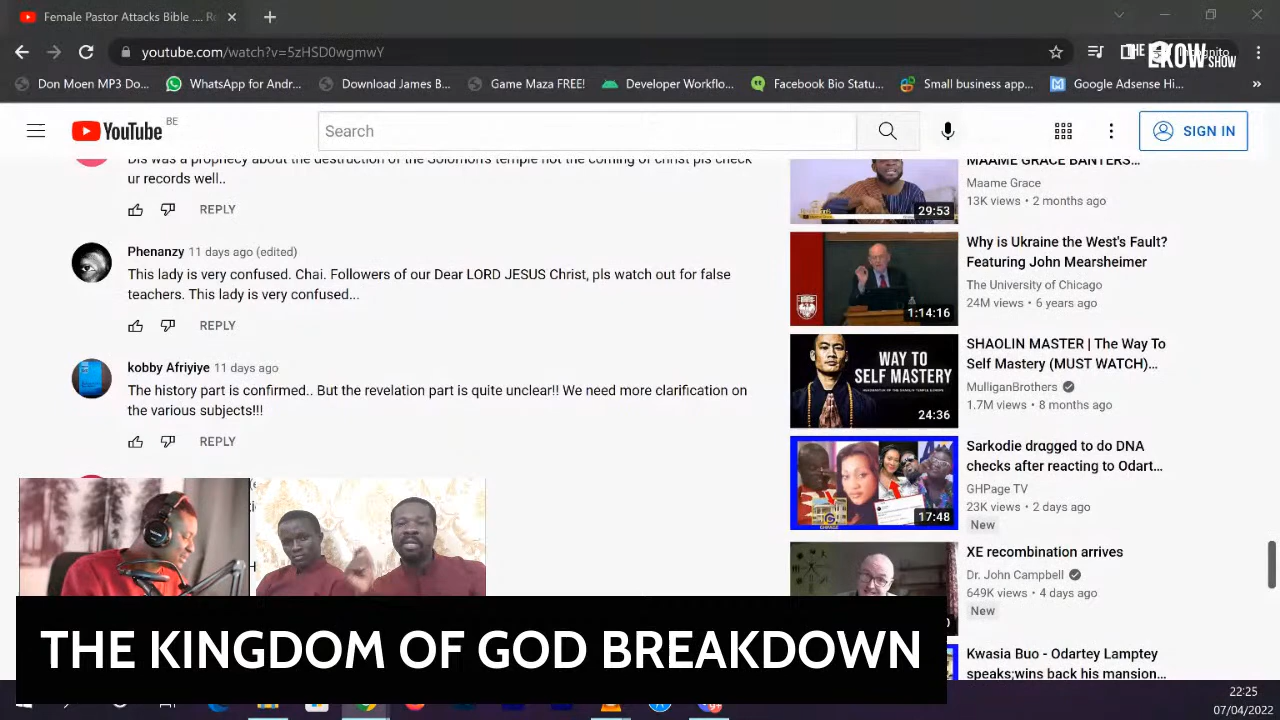 Female Pastor Attacks Bible .... Re
youtube.com/watch?v=5zHSD0wgmwY
THE EKOW SHOW
Don Moen MP3 Do...
WhatsApp for Andr...
Download James B...
Game Maza FREE!
Developer Workflo...
Facebook Bio Statu...
Small business app...
Google Adsense Hi...
»
YouTube BE
Search
SIGN IN
Dis was a prophecy about the destruction of the Solomon's temple not the coming of christ pls check
ur records well..
REPLY
Phenanzy 11 days ago (edited)
This lady is very confused. Chai. Followers of our Dear LORD JESUS Christ, pls watch out for false
teachers. This lady is very confused...
REPLY
kobby Afriyiye 11 days ago
The history part is confirmed.. But the revelation part is quite unclear!! We need more clarification on
the various subjects!!!
REPLY
MAAME GRACE BANTERS...
Maame Grace
13K views • 2 months ago
29:53
Why is Ukraine the West's Fault?
Featuring John Mearsheimer
The University of Chicago
24M views • 6 years ago
1:14:16
SHAOLIN MASTER | The Way To
Self Mastery (MUST WATCH)...
MulliganBrothers
1.7M views • 8 months ago
WAY TO
SELF MASTERY
24:36
Sarkodie dragged to do DNA
checks after reacting to Odart...
GHPage TV
23K views • 2 days ago
New
17:48
XE recombination arrives
Dr. John Campbell
649K views • 4 days ago
New
Kwasia Buo - Odartey Lamptey
speaks;wins back his mansion...
THE KINGDOM OF GOD BREAKDOWN
22:25
07/04/2022